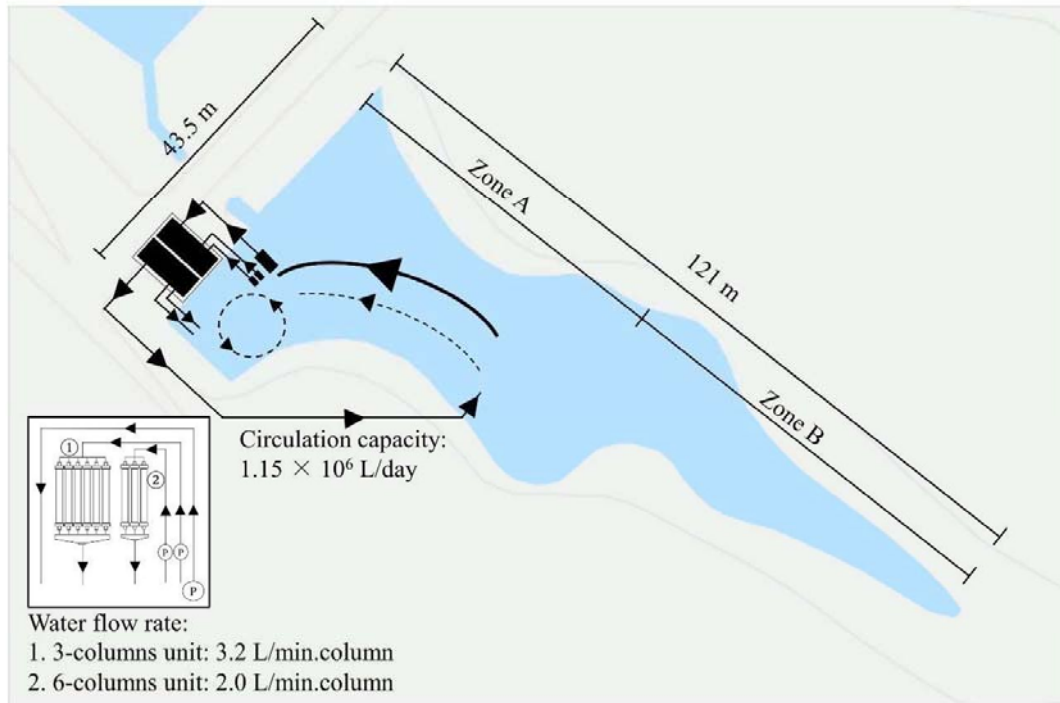 43.5 m
Zone A
121 m
Zone B
Circulation capacity:
1.15 × 10⁶ L/day
1
2
P P
P
Water flow rate:
1. 3-columns unit: 3.2 L/min.column
2. 6-columns unit: 2.0 L/min.column